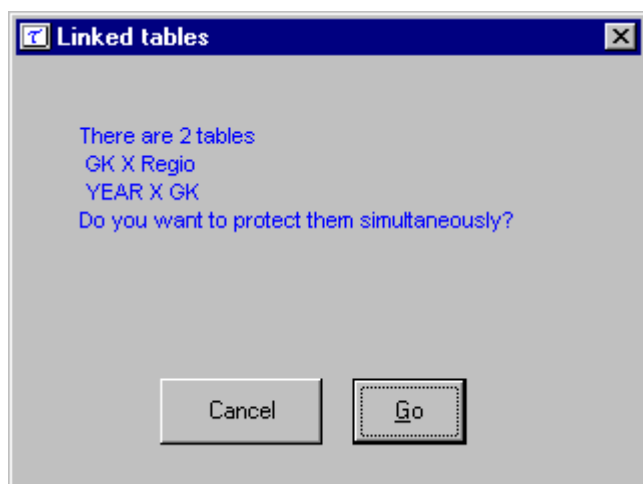 τ Linked tables
There are 2 tables
GK X Regio
YEAR X GK
Do you want to protect them simultaneously?
Cancel
Go